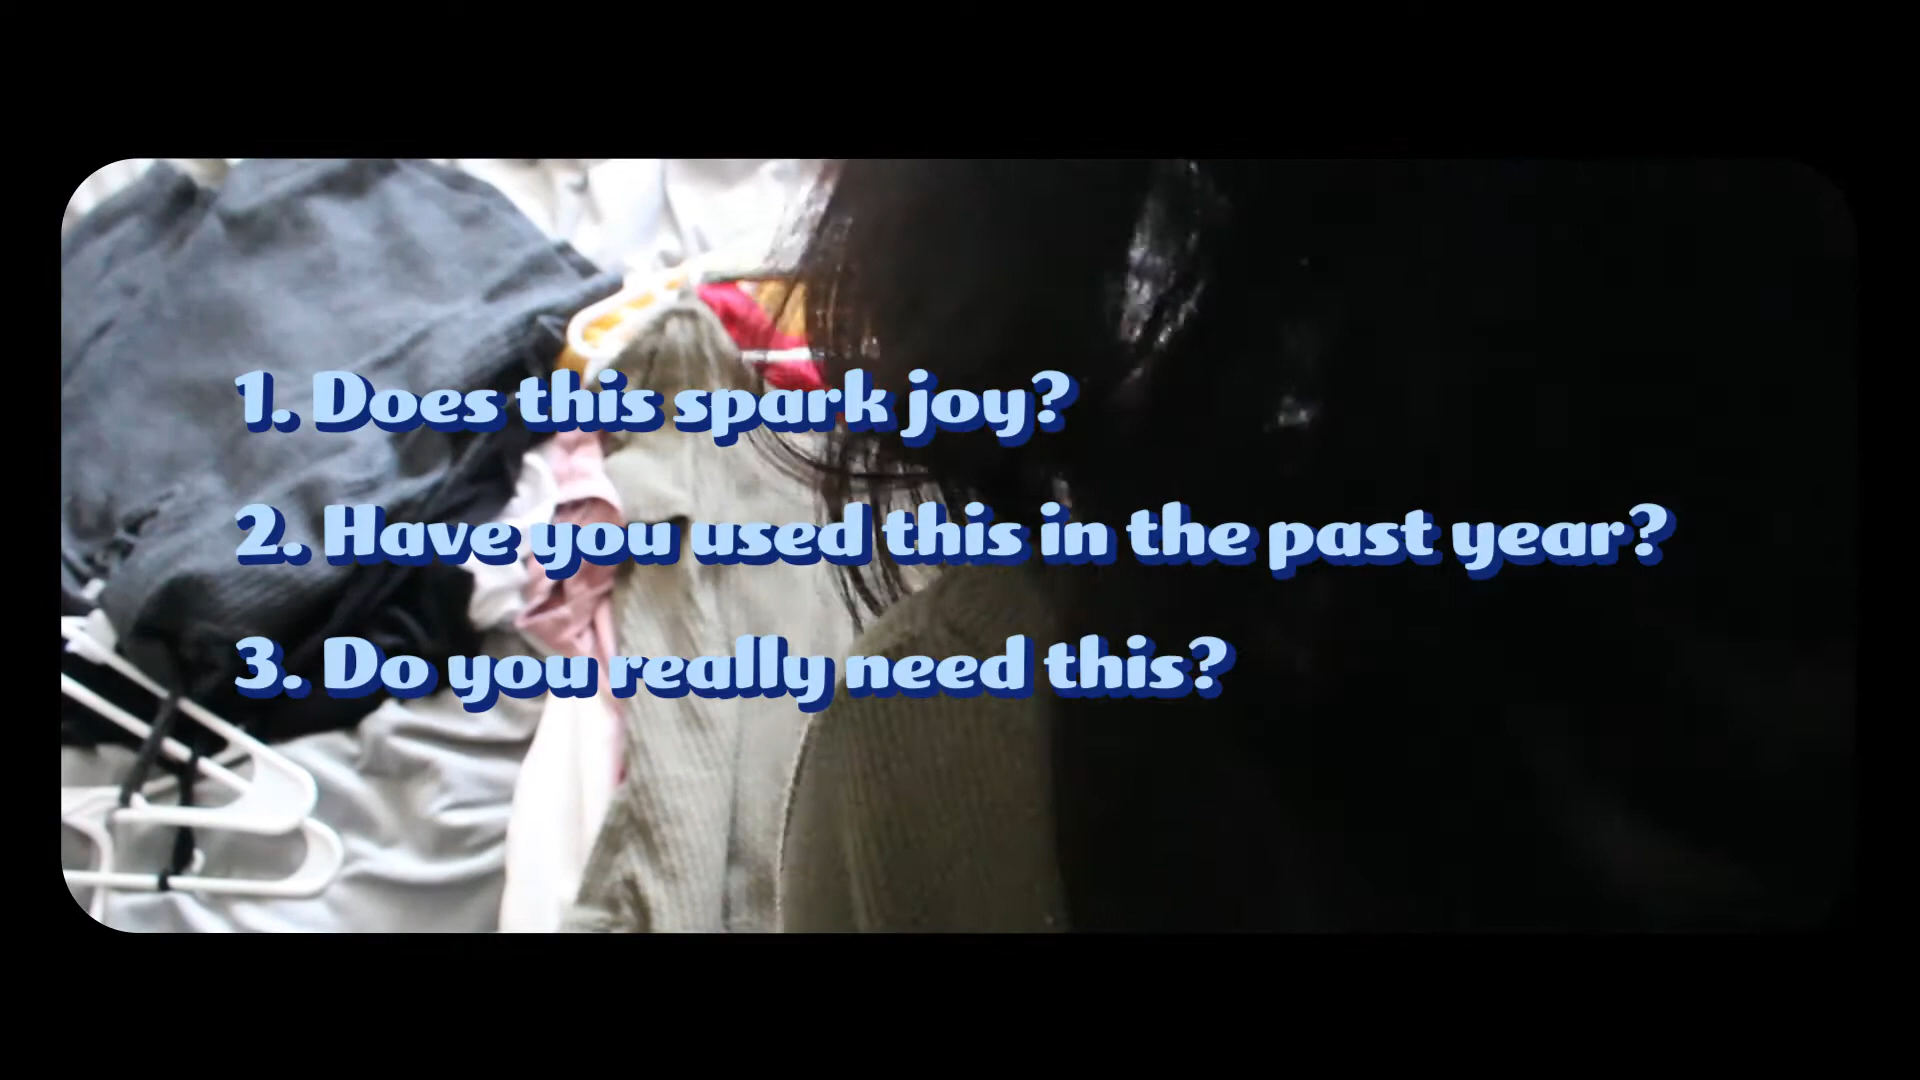 1. Does this spark joy?
2. Have you used this in the past year?
3. Do you really need this?